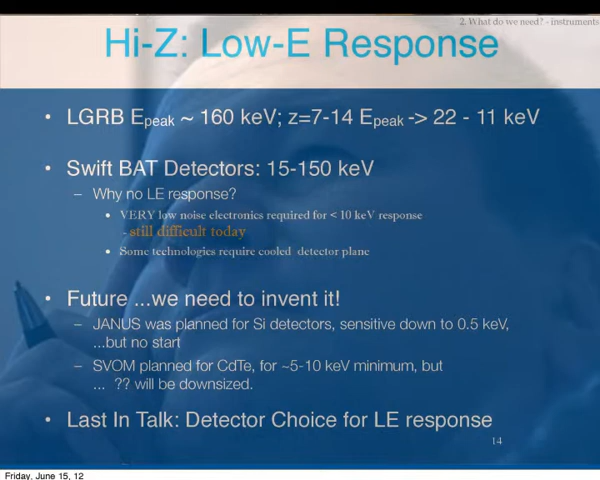 2. What do we need? - instruments
Hi-Z: Low-E Response
• LGRB Epeak ~ 160 keV; z=7-14 Epeak -> 22 - 11 keV
• Swift BAT Detectors: 15-150 keV
– Why no LE response?
• VERY low noise electronics required for < 10 keV response
- still difficult today
• Some technologies require cooled detector plane
• Future ...we need to invent it!
– JANUS was planned for Si detectors, sensitive down to 0.5 keV,
...but no start
– SVOM planned for CdTe, for ~5-10 keV minimum, but
... ?? will be downsized.
• Last In Talk: Detector Choice for LE response
14
Friday, June 15, 12